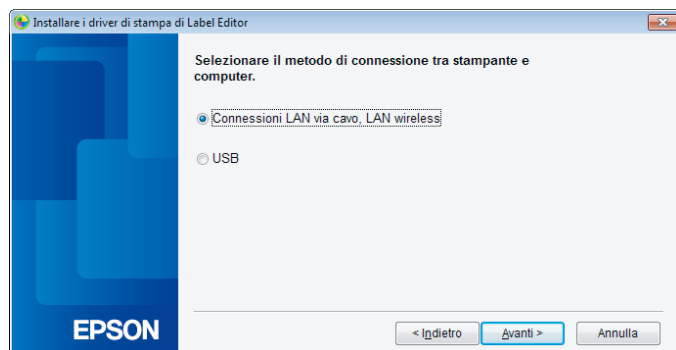 Installare i driver di stampa di Label Editor
Selezionare il metodo di connessione tra stampante e
computer.
Connessioni LAN via cavo, LAN wireless
USB
EPSON
< Indietro
Avanti >
Annulla